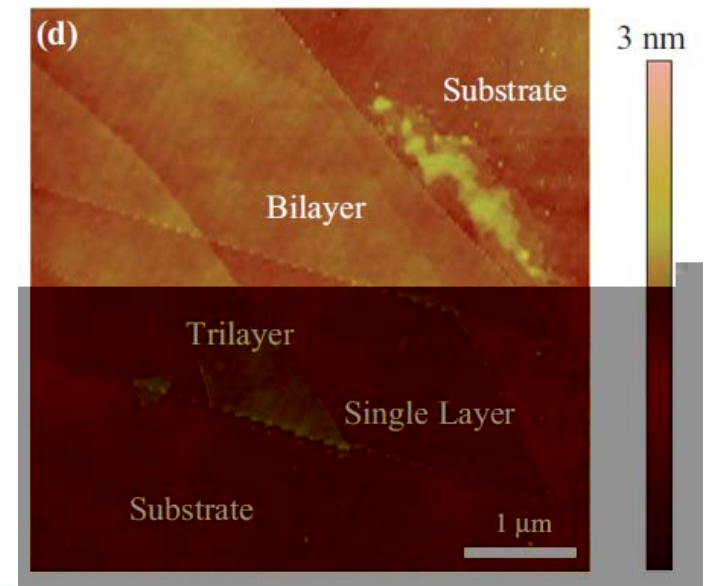 (d)
3 nm
Substrate
Bilayer
Trilayer
Single Layer
Substrate
1 μm